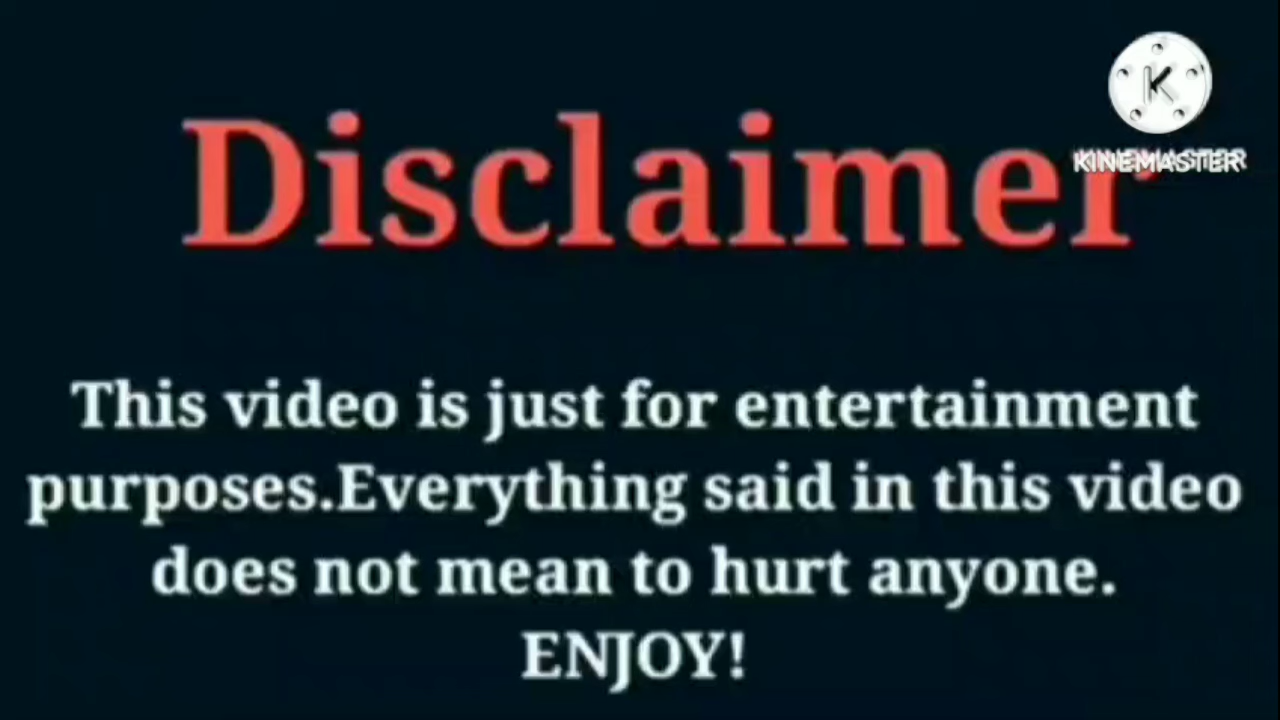 K
KINEMASTER
Disclaimer
This video is just for entertainment
purposes.Everything said in this video
does not mean to hurt anyone.
ENJOY!